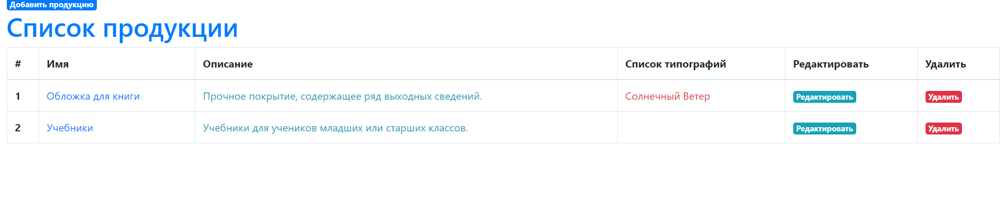 Добавить продукцию
Список продукции
# Имя Описание Список типографий Редактировать Удалить
1 Обложка для книги Прочное покрытие, содержащее ряд выходных сведений. Солнечный Ветер Редактировать Удалить
2 Учебники Учебники для учеников младших или старших классов. Редактировать Удалить